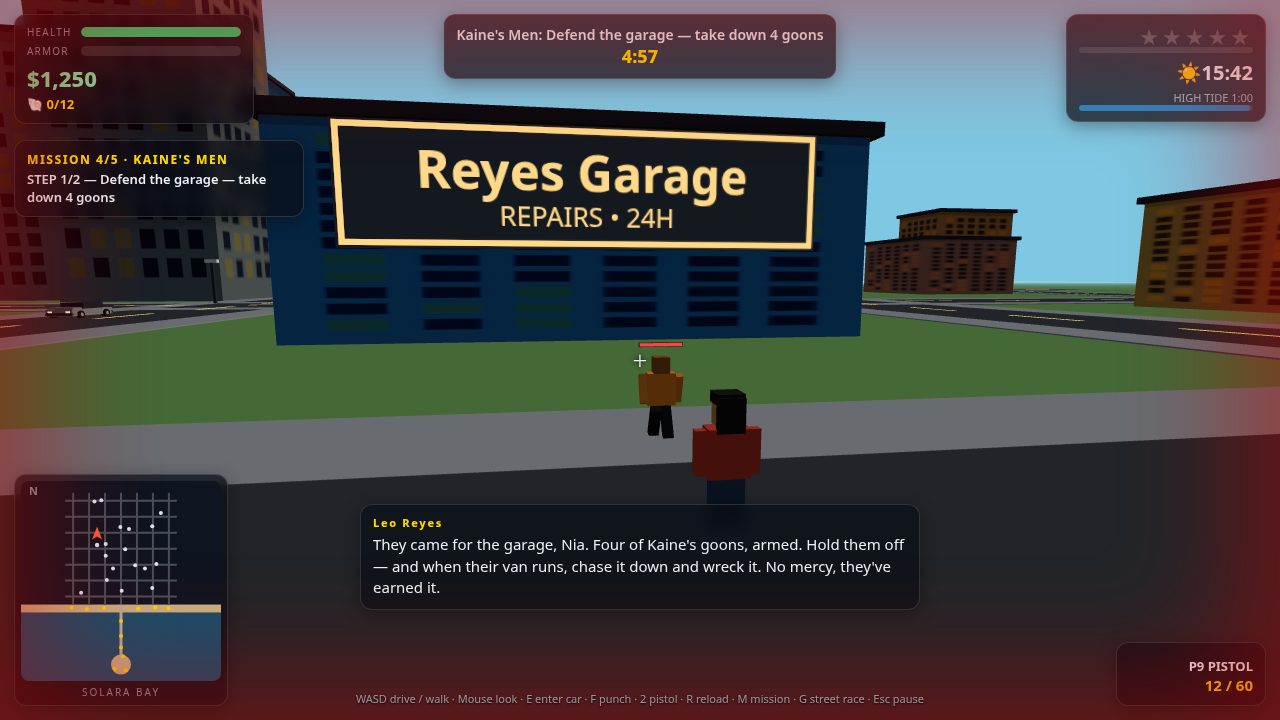 HEALTH
ARMOR
$1,250
0/12
MISSION 4/5 · KAINE'S MEN
STEP 1/2 — Defend the garage — take
down 4 goons
Kaine's Men: Defend the garage — take down 4 goons
4:57
15:42
HIGH TIDE 1:00
Reyes Garage
REPAIRS • 24H
N
SOLARA BAY
Leo Reyes
They came for the garage, Nia. Four of Kaine's goons, armed. Hold them off
— and when their van runs, chase it down and wreck it. No mercy, they've
earned it.
WASD drive / walk · Mouse look · E enter car · F punch · 2 pistol · R reload · M mission · G street race · Esc pause
P9 PISTOL
12 / 60